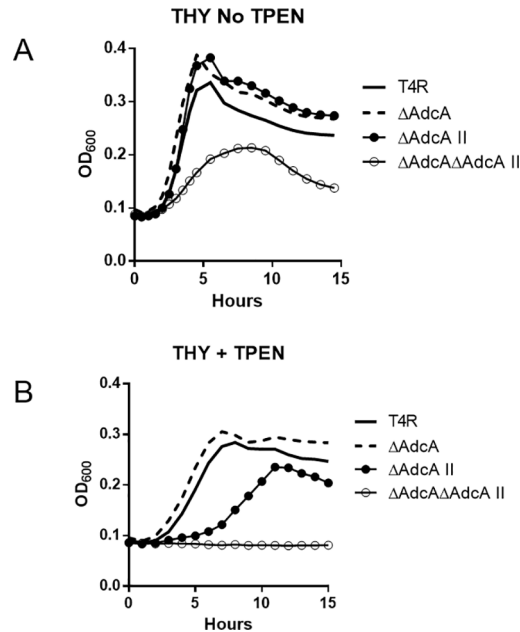 THY No TPEN
A
0.4
0.3
0.2
0.1
0.0
OD600
0 5 10 15
Hours
T4R
ΔAdcA
ΔAdcA II
ΔAdcAΔAdcA II
THY + TPEN
B
0.4
0.3
0.2
0.1
0.0
OD600
0 5 10 15
Hours
T4R
ΔAdcA
ΔAdcA II
ΔAdcAΔAdcA II